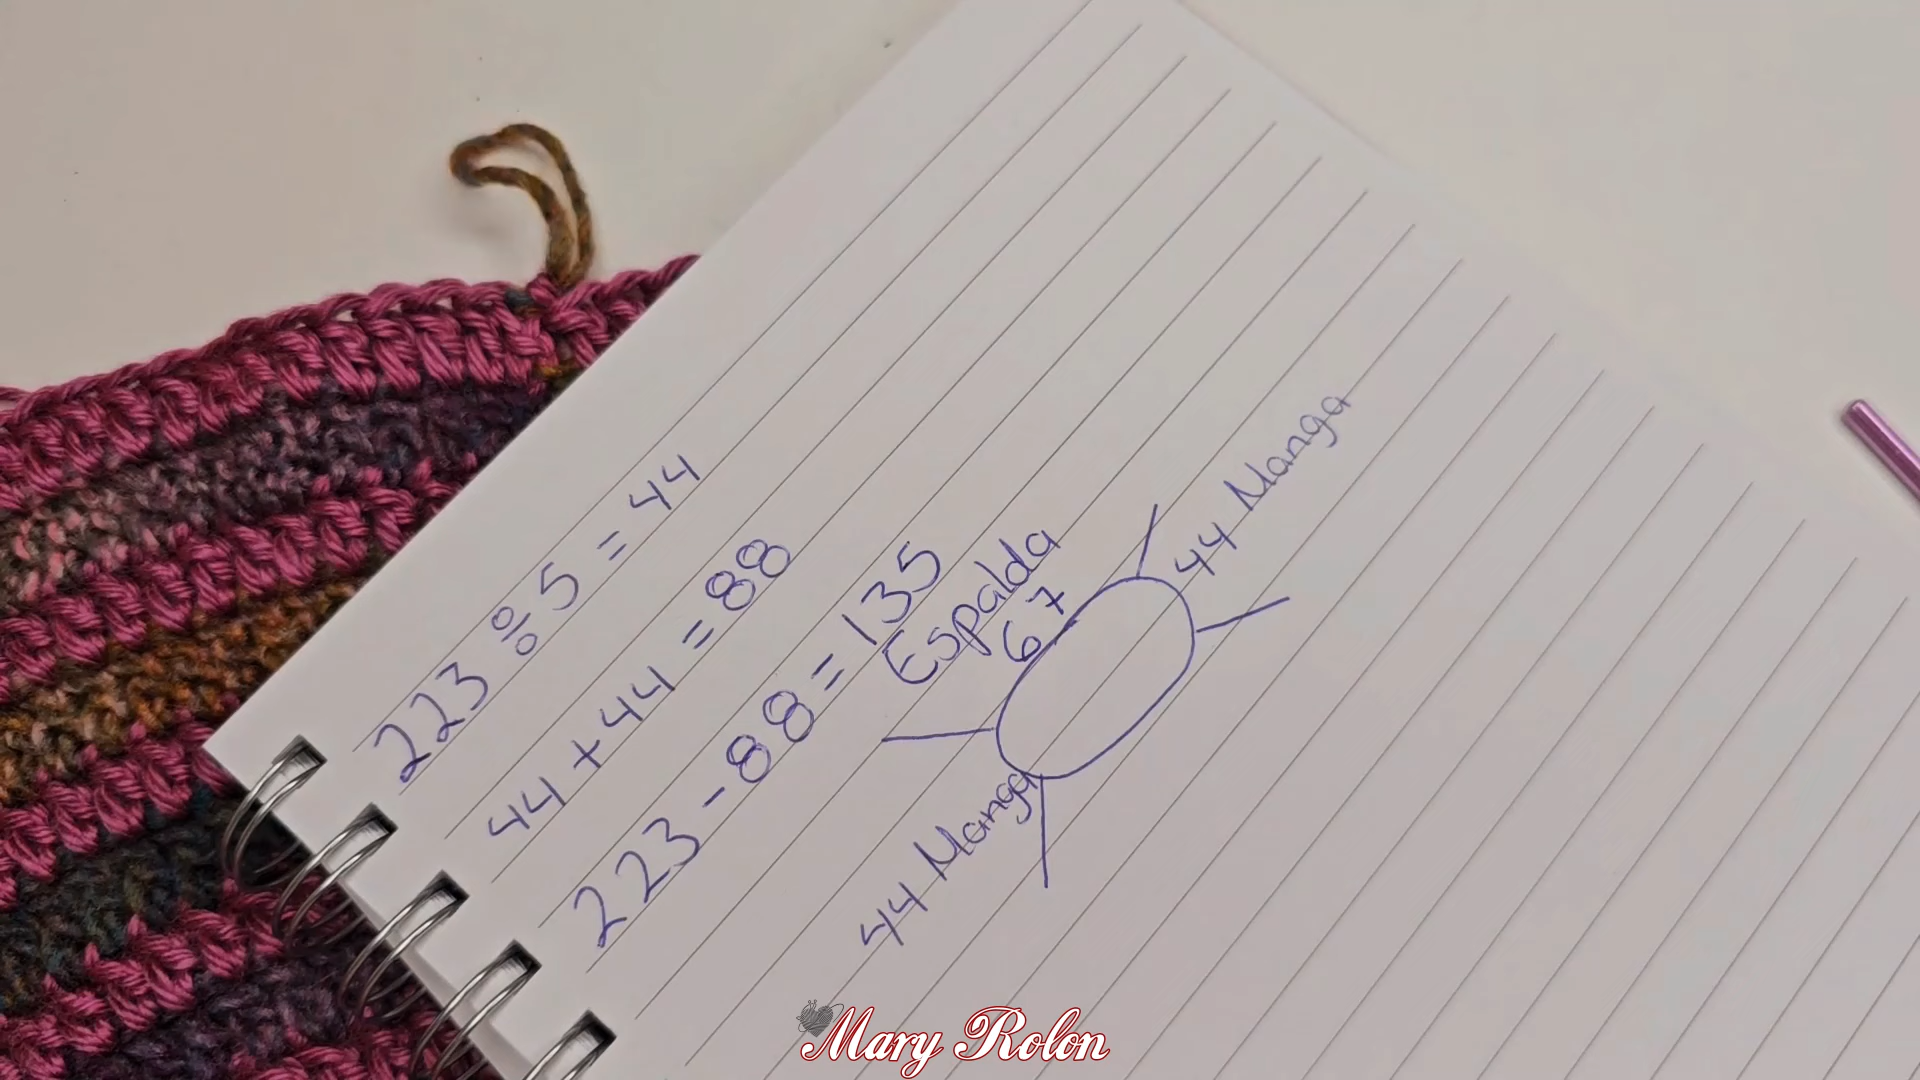 223 ÷ 5 = 44
44 + 44 = 88
223 - 88 = 135
Espalda
67
44 Manga
44 Manga
Mary Rolon